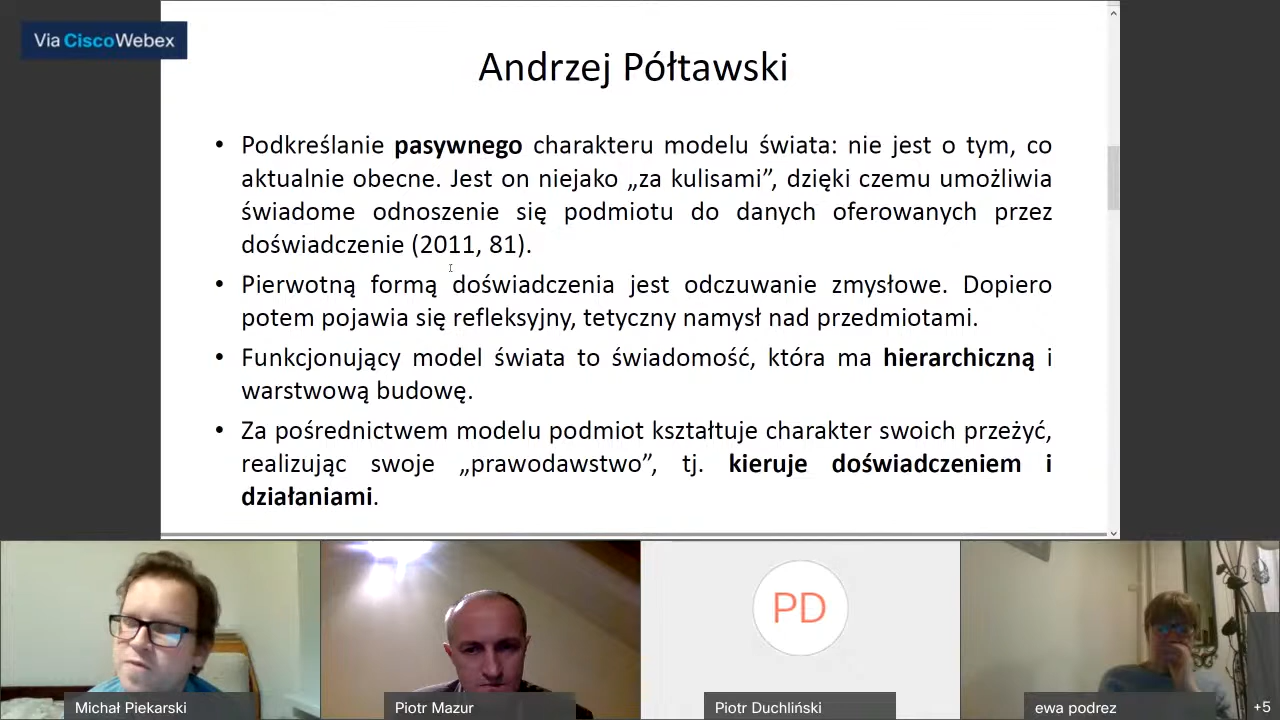 Via CiscoWebex
Andrzej Półtawski
• Podkreślanie pasywnego charakteru modelu świata: nie jest o tym, co
aktualnie obecne. Jest on niejako „za kulisami”, dzięki czemu umożliwia
świadome odnoszenie się podmiotu do danych oferowanych przez
doświadczenie (2011, 81).
• Pierwotną formą doświadczenia jest odczuwanie zmysłowe. Dopiero
potem pojawia się refleksyjny, tetyczny namysł nad przedmiotami.
• Funkcjonujący model świata to świadomość, która ma hierarchiczną i
warstwową budowę.
• Za pośrednictwem modelu podmiot kształtuje charakter swoich przeżyć,
realizując swoje „prawodawstwo”, tj. kieruje doświadczeniem i
działaniami.
PD
Michał Piekarski
Piotr Mazur
Piotr Duchliński
ewa podrez
+5